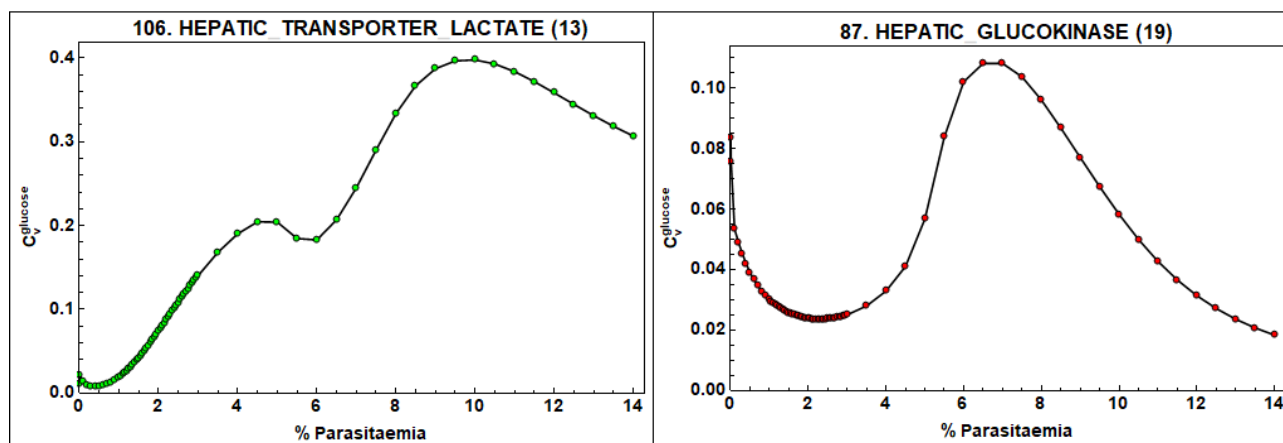 106. HEPATIC_TRANSPORTER_LACTATE (13)
0.4
0.3
0.2
0.1
0.0
C_v^glucose
0 2 4 6 8 10 12 14
% Parasitaemia
87. HEPATIC_GLUCOKINASE (19)
0.10
0.08
0.06
0.04
0.02
0.00
C_v^glucose
0 2 4 6 8 10 12 14
% Parasitaemia